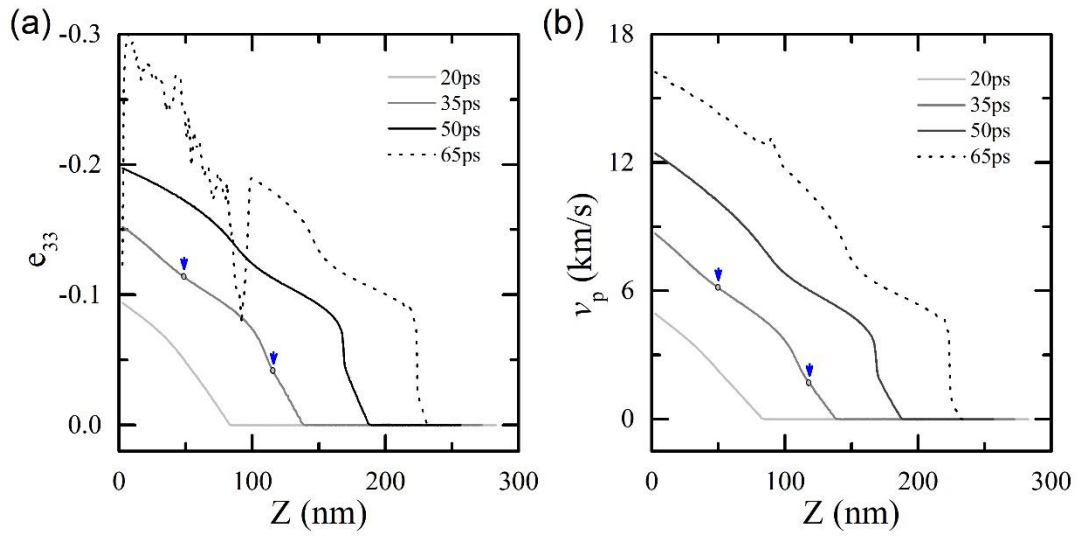 (a)
-0.3
-0.2
-0.1
0.0
e33
0 100 200 300
Z (nm)
20ps
35ps
50ps
65ps
(b)
18
12
6
0
vp (km/s)
0 100 200 300
Z (nm)
20ps
35ps
50ps
65ps